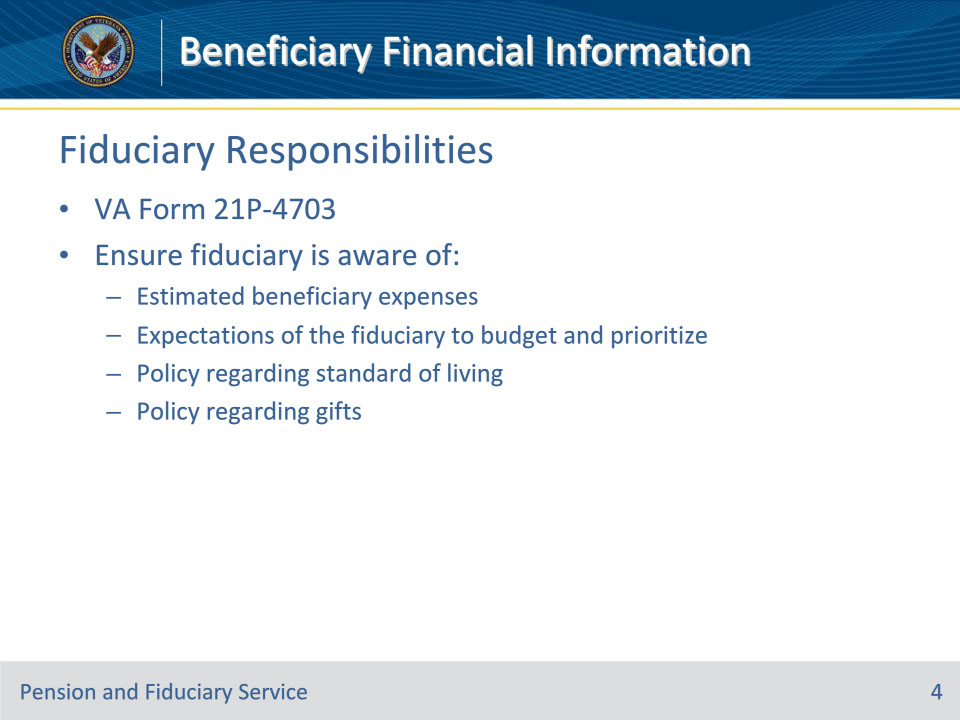 DEPARTMENT OF VETERANS AFFAIRS
UNITED STATES OF AMERICA
Beneficiary Financial Information
Fiduciary Responsibilities
• VA Form 21P-4703
• Ensure fiduciary is aware of:
– Estimated beneficiary expenses
– Expectations of the fiduciary to budget and prioritize
– Policy regarding standard of living
– Policy regarding gifts
Pension and Fiduciary Service
4